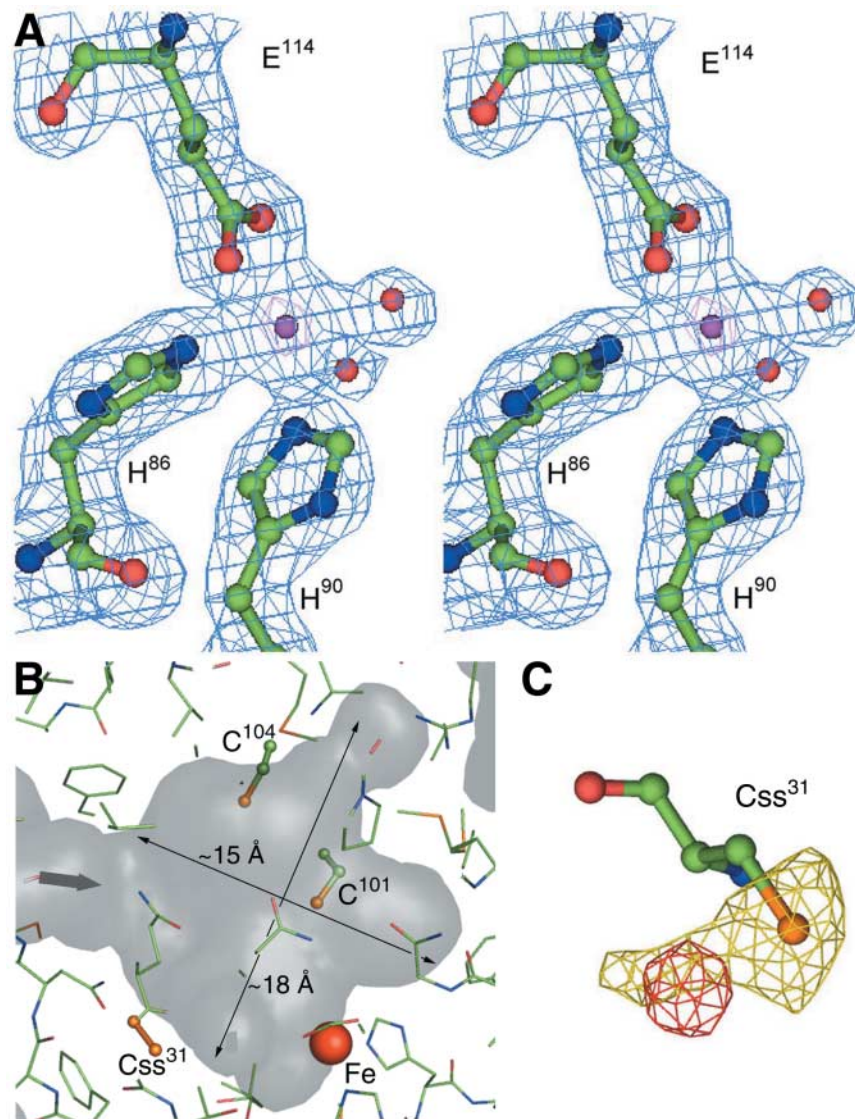 A
E¹¹⁴
E¹¹⁴
H⁸⁶
H⁸⁶
H⁹⁰
H⁹⁰
B
C¹⁰⁴
~15 Å
C¹⁰¹
~18 Å
Css³¹
Fe
C
Css³¹